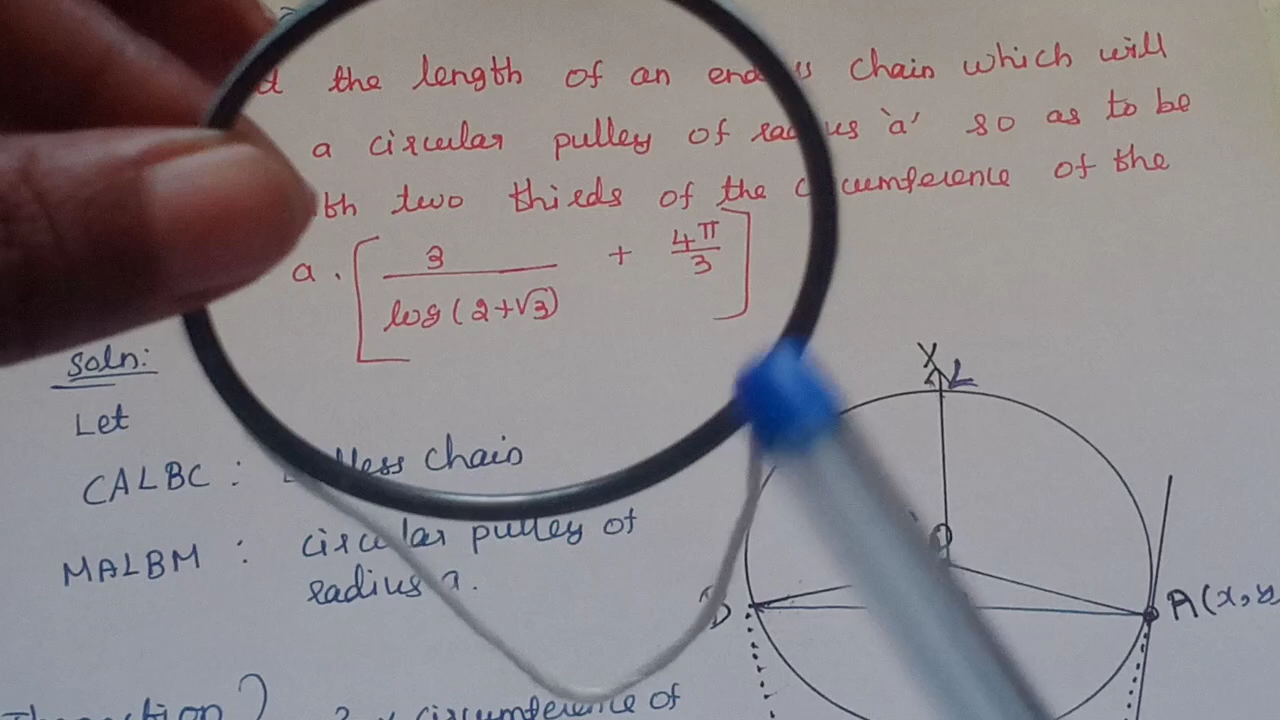 the length of an chain which will
a circular pulley of radius 'a' so as to be
two thirds of the circumference of the
a . [ 3 / log(2+√3) + 4π / 3 ]
Soln:
Let
CALBC : chain
MALBM : circular pulley of
radius a.
circumference of
X
L
O
B
A(x,y